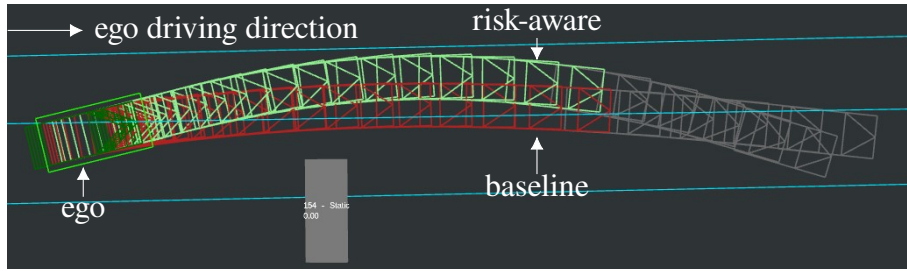 ego driving direction
risk-aware
baseline
ego
154 - Static
0.00